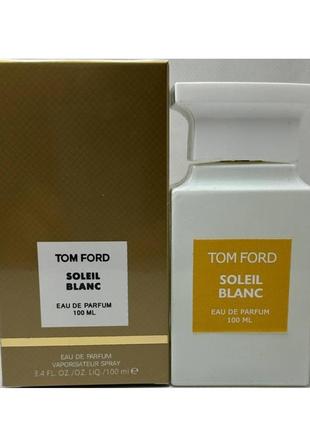 TOM FORD
SOLEIL
BLANC
EAU DE PARFUM
100 ML
EAU DE PARFUM
VAPORISATEUR SPRAY
3.4 FL. OZ./OZ. LIQ./100 ml ℮
TOM FORD
SOLEIL
BLANC
EAU DE PARFUM
100 ML